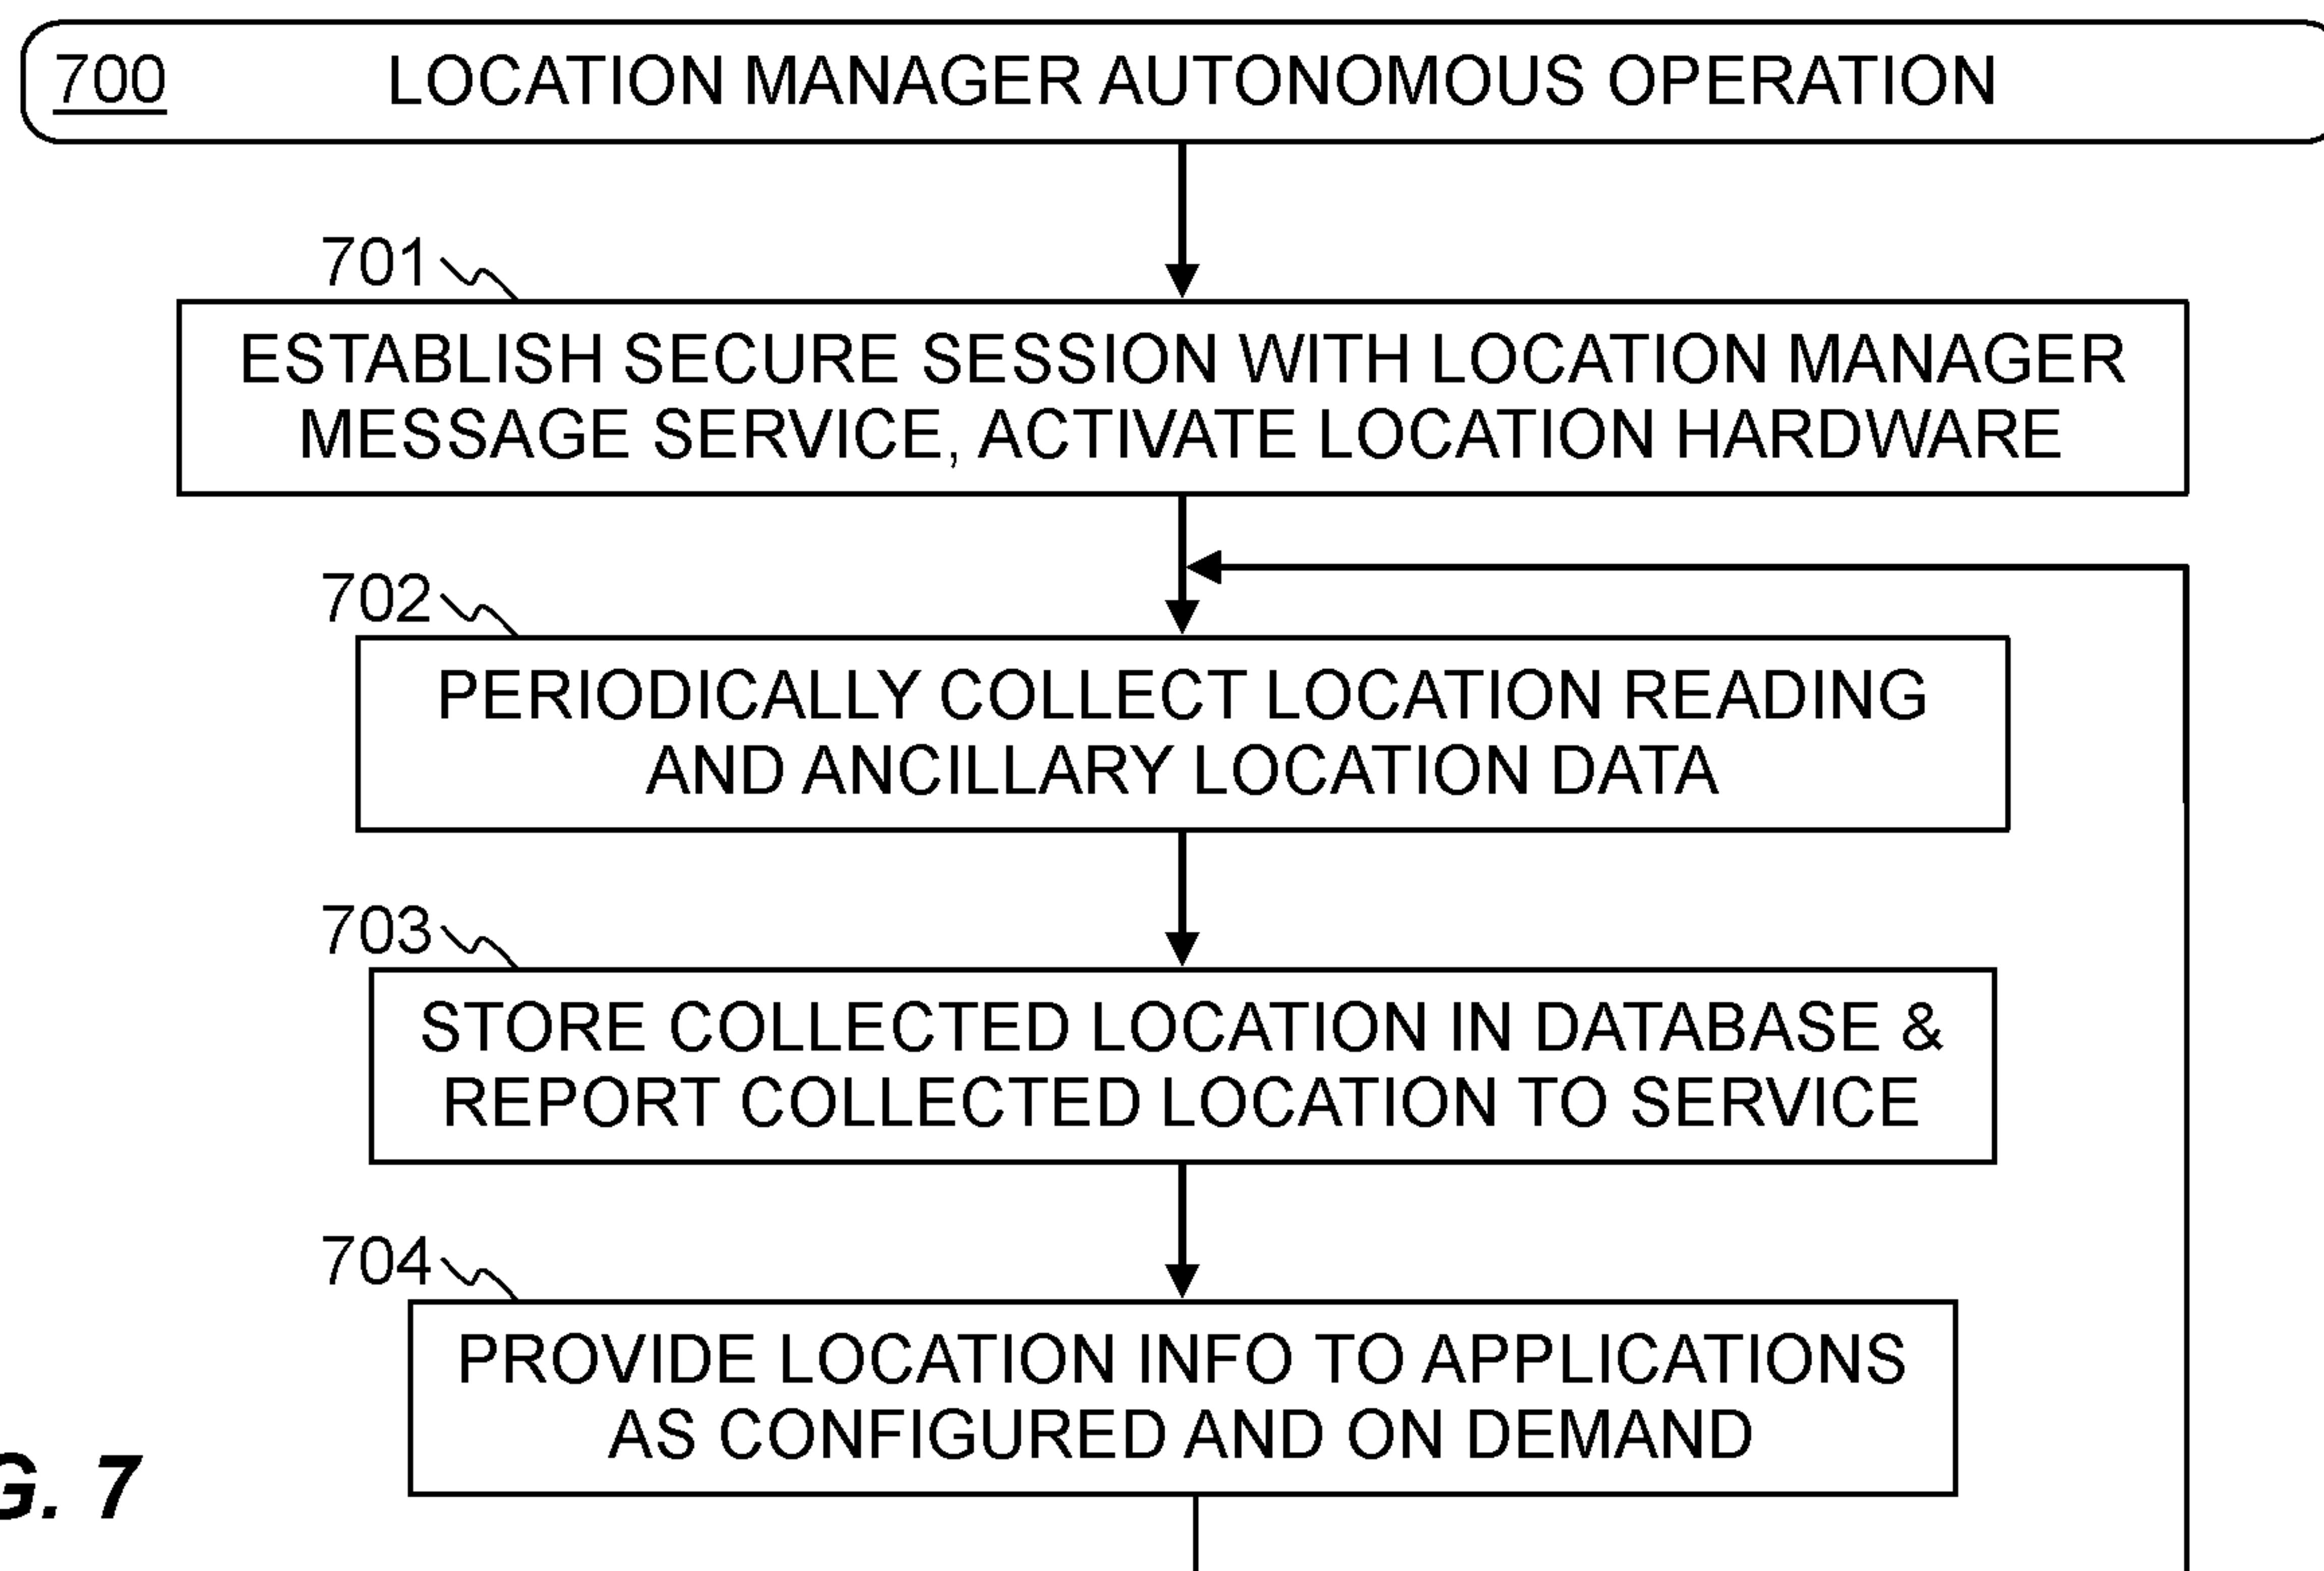 700 LOCATION MANAGER AUTONOMOUS OPERATION
701
ESTABLISH SECURE SESSION WITH LOCATION MANAGER
MESSAGE SERVICE, ACTIVATE LOCATION HARDWARE
702
PERIODICALLY COLLECT LOCATION READING
AND ANCILLARY LOCATION DATA
703
STORE COLLECTED LOCATION IN DATABASE &
REPORT COLLECTED LOCATION TO SERVICE
704
PROVIDE LOCATION INFO TO APPLICATIONS
AS CONFIGURED AND ON DEMAND
G. 7